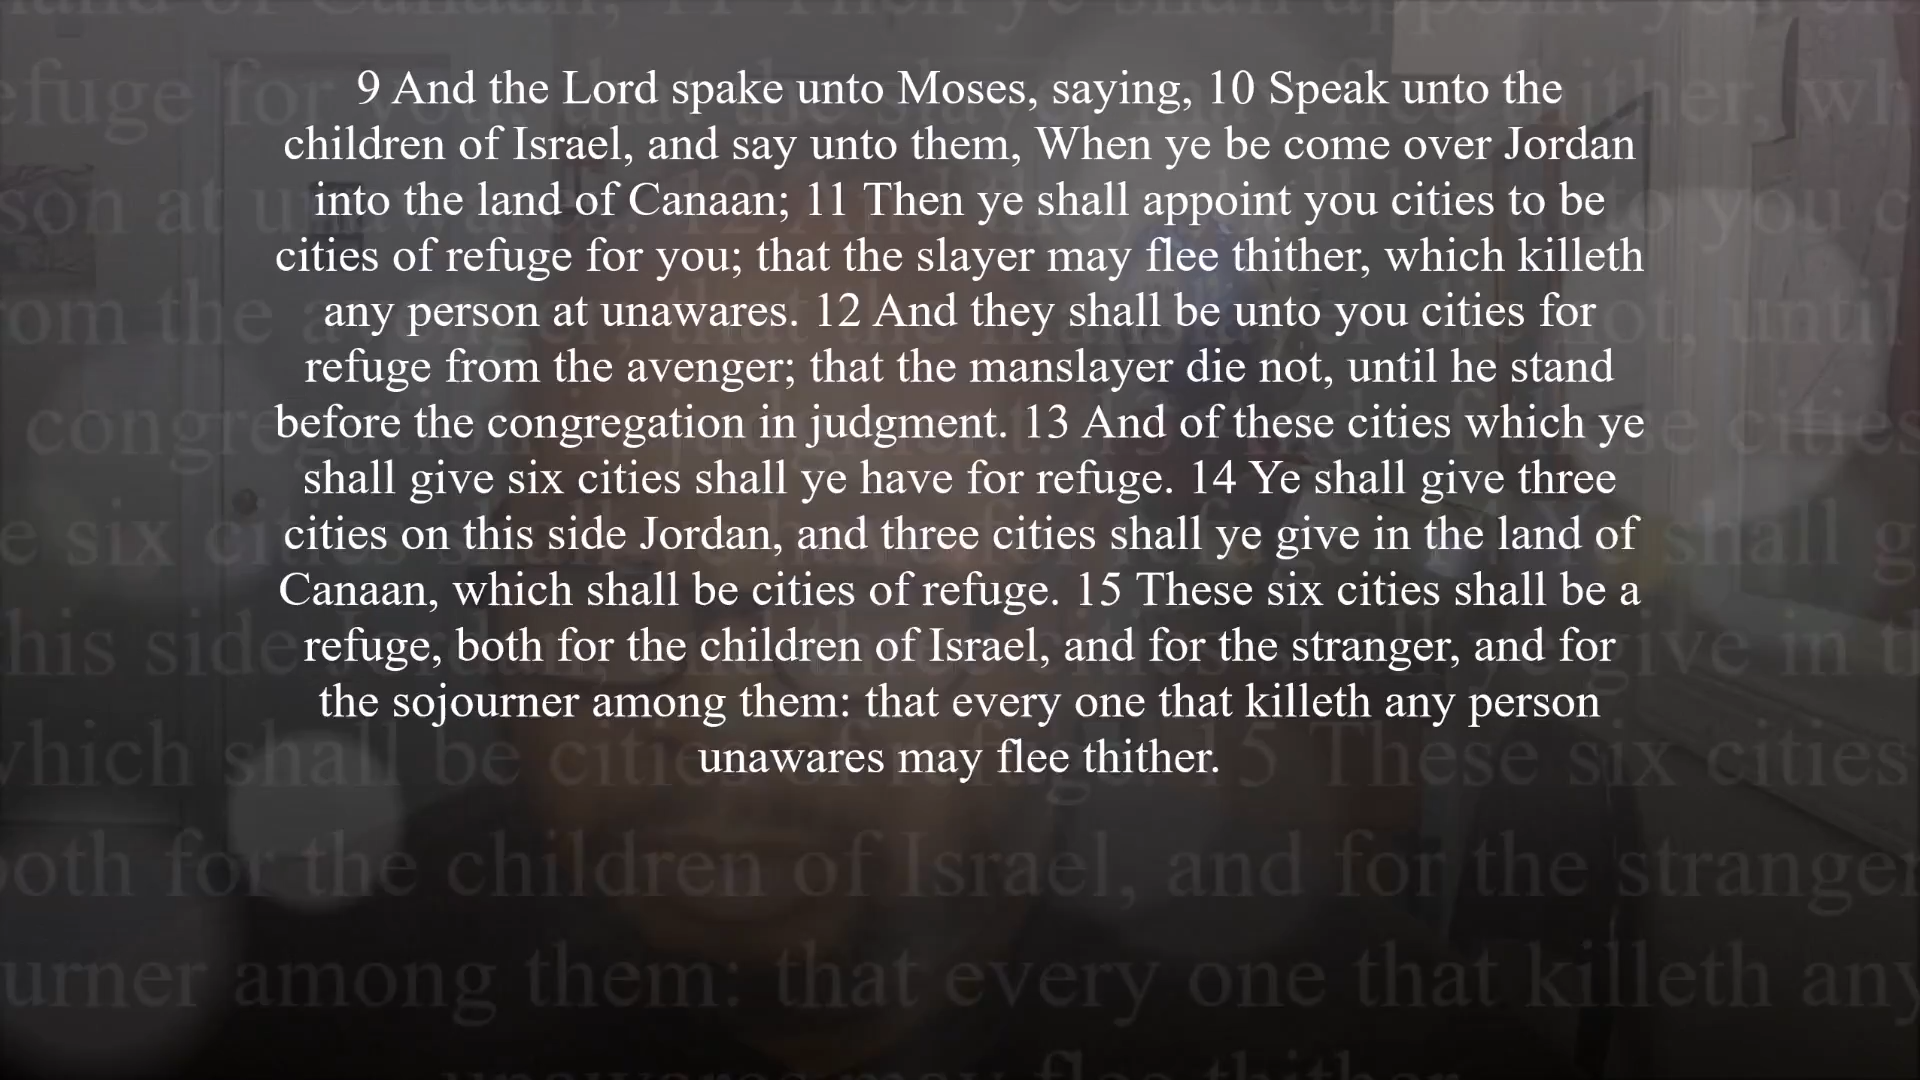 9 And the Lord spake unto Moses, saying, 10 Speak unto the
children of Israel, and say unto them, When ye be come over Jordan
into the land of Canaan; 11 Then ye shall appoint you cities to be
cities of refuge for you; that the slayer may flee thither, which killeth
any person at unawares. 12 And they shall be unto you cities for
refuge from the avenger; that the manslayer die not, until he stand
before the congregation in judgment. 13 And of these cities which ye
shall give six cities shall ye have for refuge. 14 Ye shall give three
cities on this side Jordan, and three cities shall ye give in the land of
Canaan, which shall be cities of refuge. 15 These six cities shall be a
refuge, both for the children of Israel, and for the stranger, and for
the sojourner among them: that every one that killeth any person
unawares may flee thither.